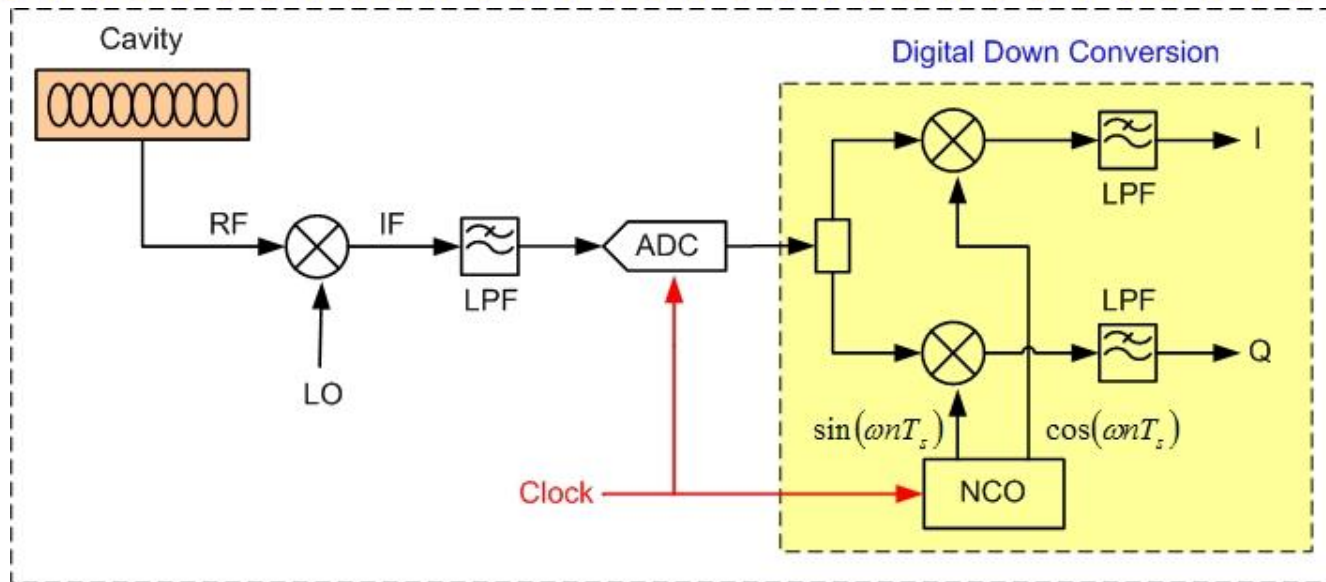 Cavity
Digital Down Conversion
I
LPF
RF
IF
ADC
LPF
LPF
Q
LO
sin(ωnTₛ)
cos(ωnTₛ)
Clock
NCO